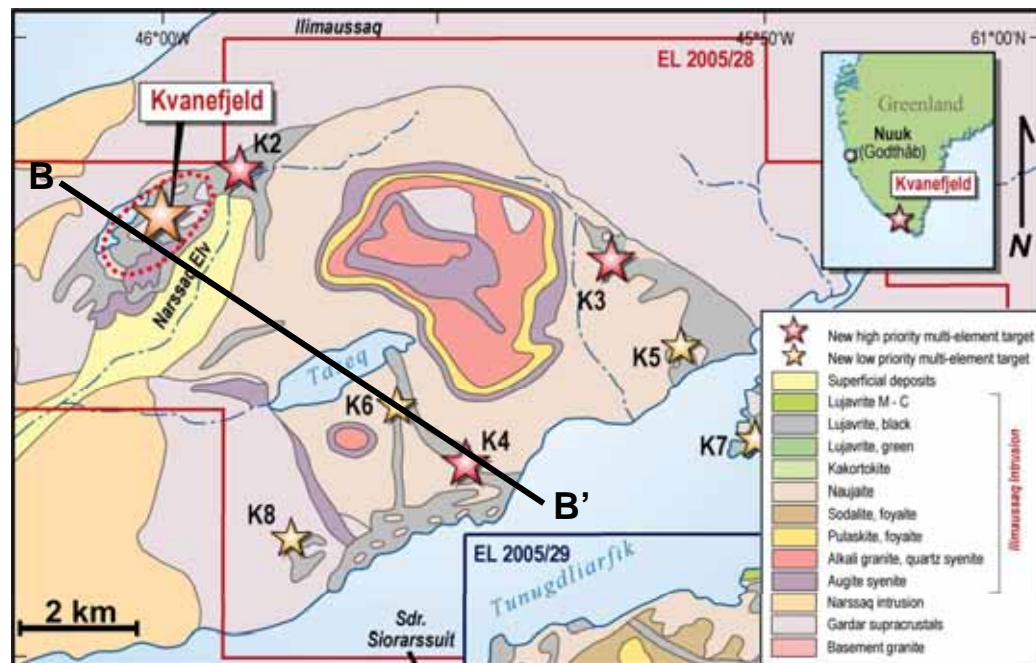 Ilimaussaq
46°00W
45°50W
61°00'N
EL 2005/28
Kvanefjeld
K2
B
Greenland
Nuuk
(Godthåb)
Kvanefjeld
N
Narssaq Elv
K3
K5
Taseq
K6
K4
K7
B'
K8
EL 2005/29
Tunugdliarfik
2 km
Sdr.
Siorarssuit
New high priority multi-element target
New low priority multi-element target
Superficial deposits
Lujavrite M - C
Lujavrite, black
Lujavrite, green
Kakortokite
Naujaite
Sodalite, foyaite
Pulaskite, foyaite
Alkali granite, quartz syenite
Augite syenite
Ilimaussaq intrusion
Narssaq intrusion
Gardar supracrustals
Basement granite